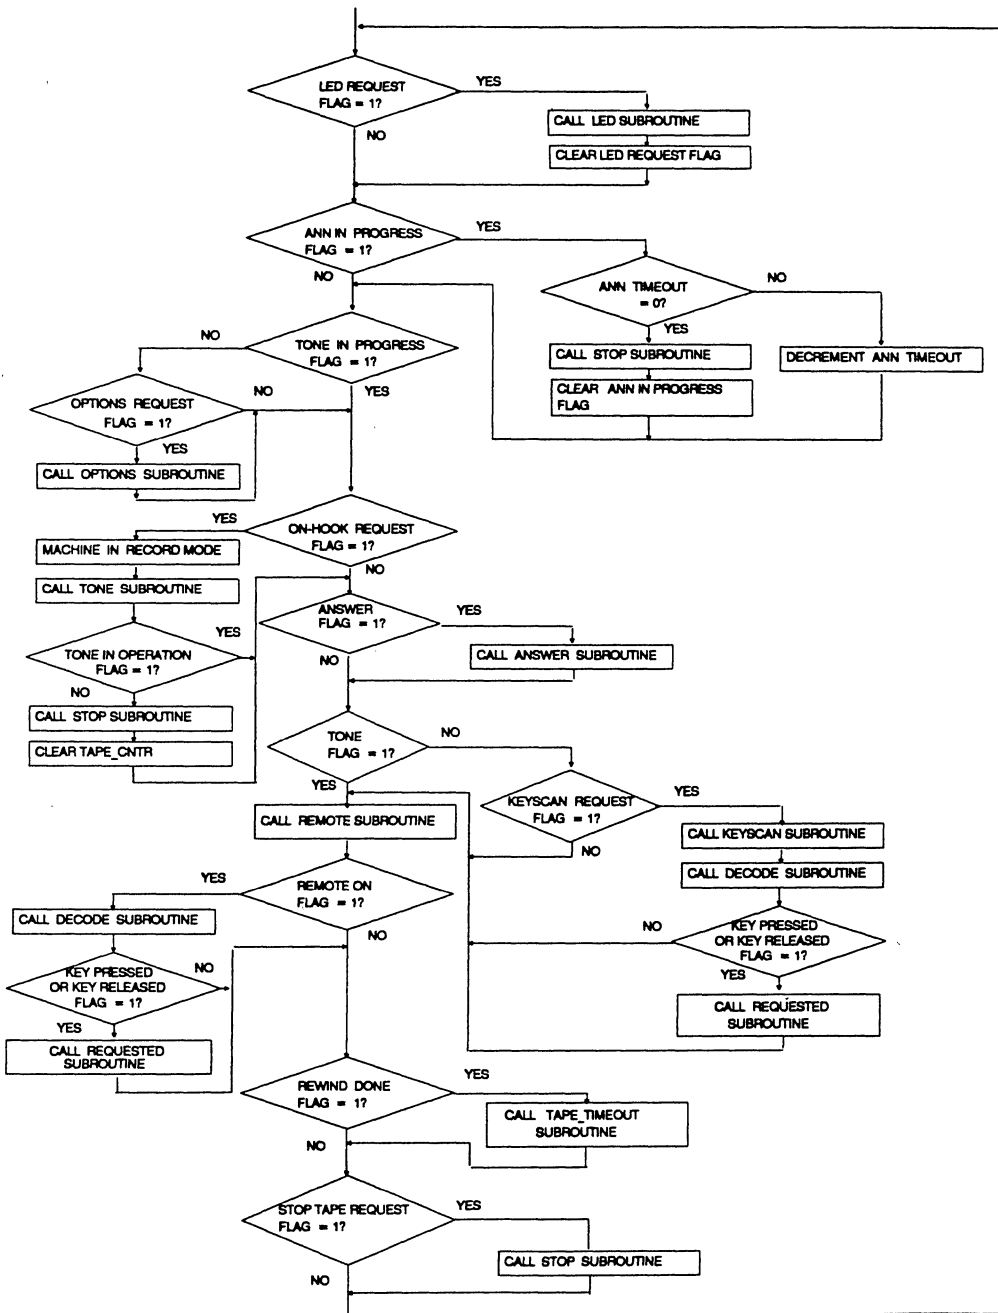 LED REQUEST
FLAG = 1?
YES
NO
CALL LED SUBROUTINE
CLEAR LED REQUEST FLAG
ANN IN PROGRESS
FLAG = 1?
YES
NO
ANN TIMEOUT
= 0?
NO
YES
CALL STOP SUBROUTINE
CLEAR ANN IN PROGRESS
FLAG
DECREMENT ANN TIMEOUT
TONE IN PROGRESS
FLAG = 1?
NO
YES
OPTIONS REQUEST
FLAG = 1?
NO
YES
CALL OPTIONS SUBROUTINE
ON-HOOK REQUEST
FLAG = 1?
YES
NO
MACHINE IN RECORD MODE
CALL TONE SUBROUTINE
TONE IN OPERATION
FLAG = 1?
YES
NO
CALL STOP SUBROUTINE
CLEAR TAPE_CNTR
ANSWER
FLAG = 1?
YES
NO
CALL ANSWER SUBROUTINE
TONE
FLAG = 1?
NO
YES
KEYSCAN REQUEST
FLAG = 1?
YES
NO
CALL KEYSCAN SUBROUTINE
CALL DECODE SUBROUTINE
KEY PRESSED
OR KEY RELEASED
FLAG = 1?
NO
YES
CALL REQUESTED
SUBROUTINE
CALL REMOTE SUBROUTINE
REMOTE ON
FLAG = 1?
YES
NO
CALL DECODE SUBROUTINE
KEY PRESSED
OR KEY RELEASED
FLAG = 1?
NO
YES
CALL REQUESTED
SUBROUTINE
REWIND DONE
FLAG = 1?
YES
NO
CALL TAPE_TIMEOUT
SUBROUTINE
STOP TAPE REQUEST
FLAG = 1?
YES
NO
CALL STOP SUBROUTINE